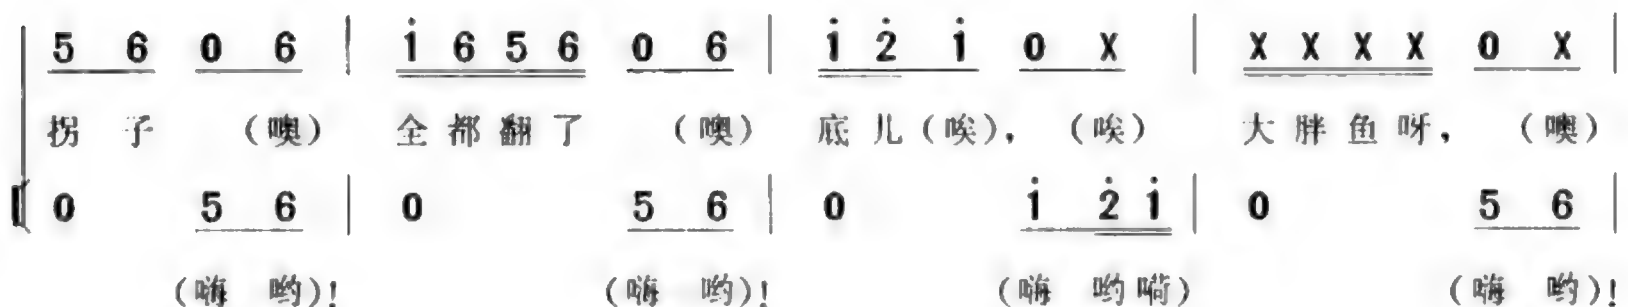 5 6 0 6 | i̇ 6 5 6 0 6 | i̇ 2̇ i̇ 0 X | X X X X 0 X |
拐 子 (噢) 全 都 翻 了 (噢) 底 儿 (唉), (唉) 大 胖 鱼 呀, (噢)
0 5 6 | 0 5 6 | 0 i̇ 2̇ i̇ | 0 5 6 |
(嗨 哟)! (嗨 哟)! (嗨 哟 嗬) (嗨 哟)!